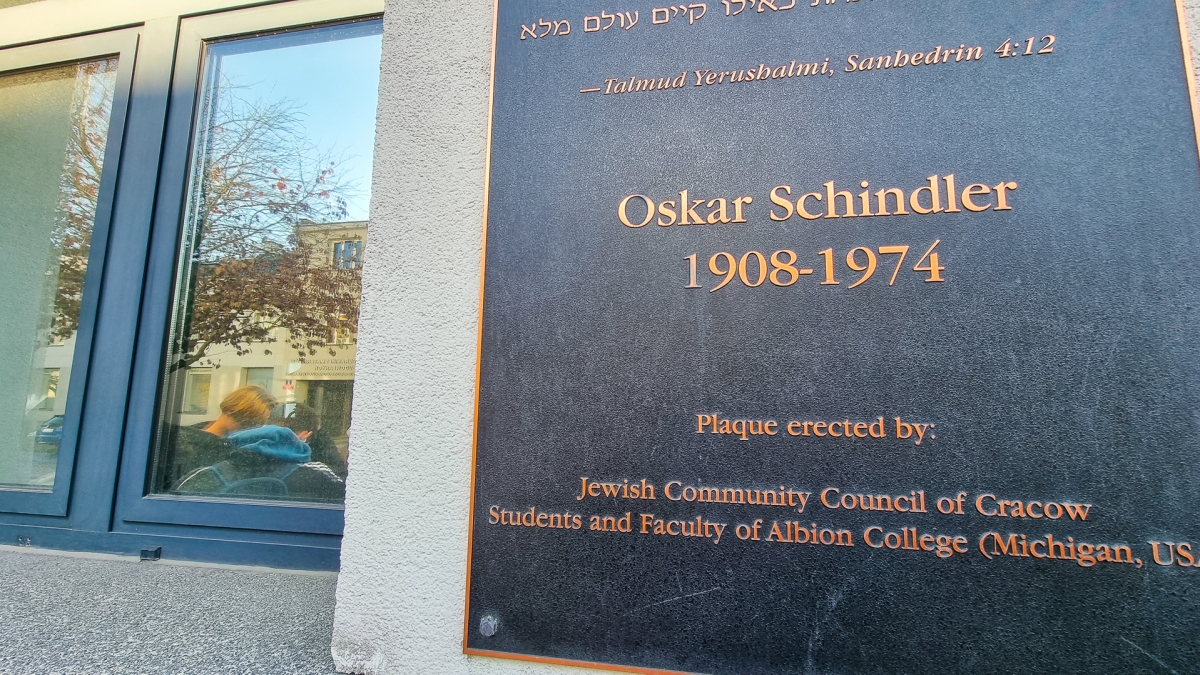 כאילו קיים עולם מלא
—Talmud Yerushalmi, Sanhedrin 4:12
Oskar Schindler
1908-1974
Plaque erected by:
Jewish Community Council of Cracow
Students and Faculty of Albion College (Michigan, USA